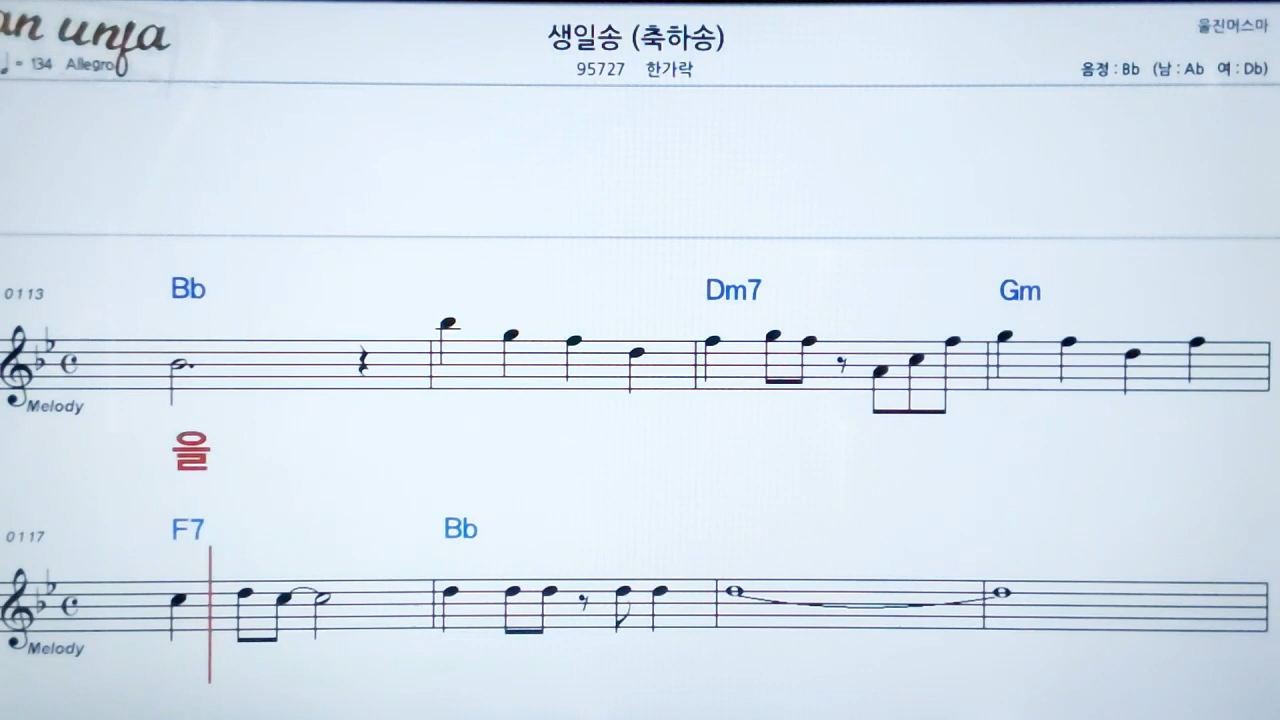 생일송 (축하송)
울진머스마
♩= 134 Allegro
95727 한가락
음정 : Bb (남 : Ab 여 : Db)
0113 Bb Dm7 Gm
Melody
을
0117 F7 Bb
Melody